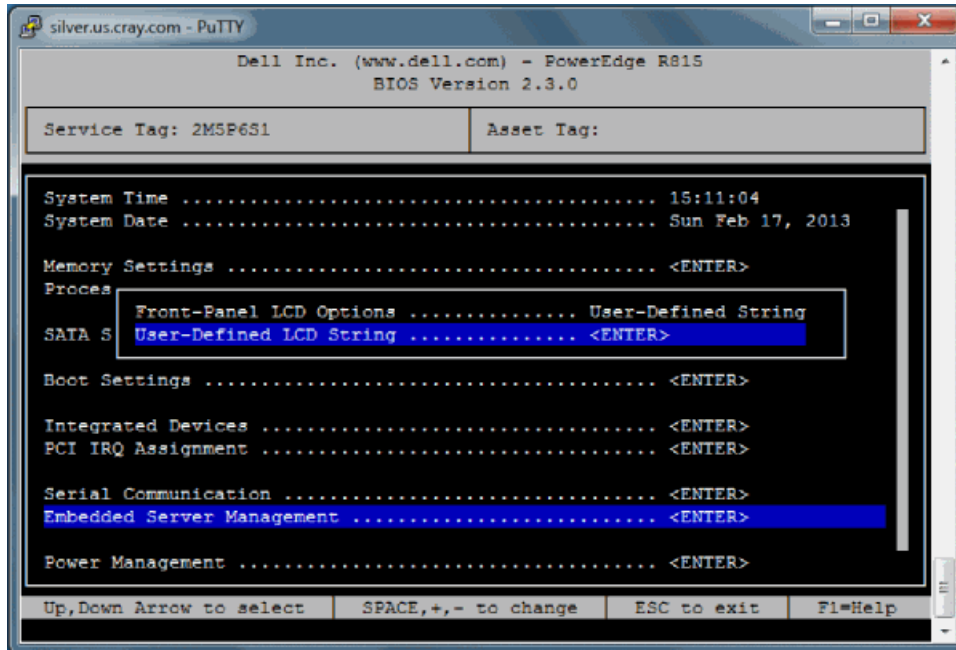 silver.us.cray.com - PuTTY
Dell Inc. (www.dell.com) - PowerEdge R815
BIOS Version 2.3.0
Service Tag: 2M5P6S1 Asset Tag:
System Time .......................................... 15:11:04
System Date .......................................... Sun Feb 17, 2013
Memory Settings ...................................... <ENTER>
Proces
Front-Panel LCD Options ............... User-Defined String
SATA S User-Defined LCD String ............... <ENTER>
Boot Settings ........................................ <ENTER>
Integrated Devices ................................... <ENTER>
PCI IRQ Assignment ................................... <ENTER>
Serial Communication ................................. <ENTER>
Embedded Server Management ........................... <ENTER>
Power Management ..................................... <ENTER>
Up,Down Arrow to select SPACE,+,- to change ESC to exit F1=Help